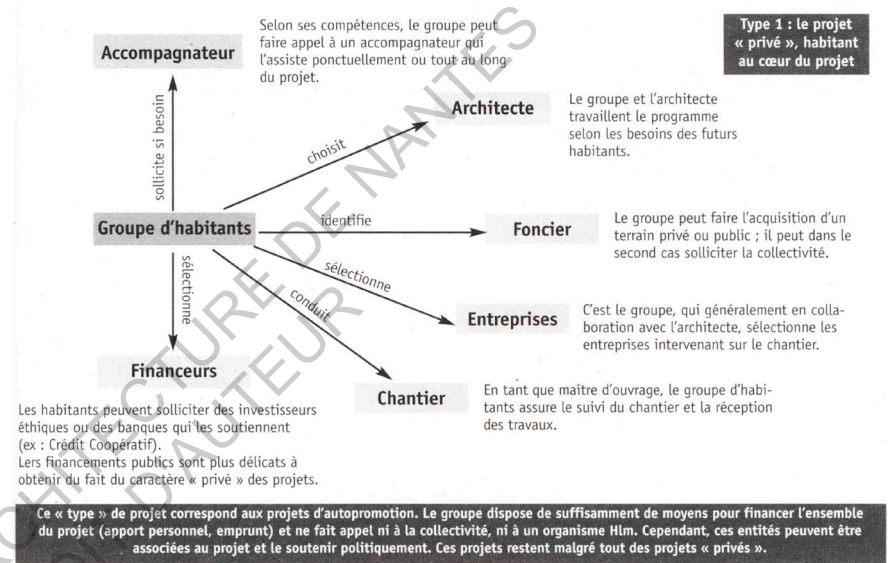 Type 1 : le projet
« privé », habitant
au cœur du projet
Accompagnateur
Selon ses compétences, le groupe peut
faire appel à un accompagnateur qui
l'assiste ponctuellement ou tout au long
du projet.
sollicite si besoin
Architecte
Le groupe et l'architecte
travaillent le programme
selon les besoins des futurs
habitants.
choisit
Groupe d'habitants
identifie
Foncier
Le groupe peut faire l'acquisition d'un
terrain privé ou public ; il peut dans le
second cas solliciter la collectivité.
sélectionne
Entreprises
C'est le groupe, qui généralement en colla-
boration avec l'architecte, sélectionne les
entreprises intervenant sur le chantier.
conduit
Chantier
En tant que maître d'ouvrage, le groupe d'habi-
tants assure le suivi du chantier et la réception
des travaux.
sélectionne
Financeurs
Les habitants peuvent solliciter des investisseurs
éthiques ou des banques qui les soutiennent
(ex : Crédit Coopératif).
Lers financements publics sont plus délicats à
obtenir du fait du caractère « privé » des projets.
Ce « type » de projet correspond aux projets d'autopromotion. Le groupe dispose de suffisamment de moyens pour financer l'ensemble
du projet (apport personnel, emprunt) et ne fait appel ni à la collectivité, ni à un organisme Hlm. Cependant, ces entités peuvent être
associées au projet et le soutenir politiquement. Ces projets restent malgré tout des projets « privés ».
ARCHITECTURE DE NANTES
D'AUTEUR